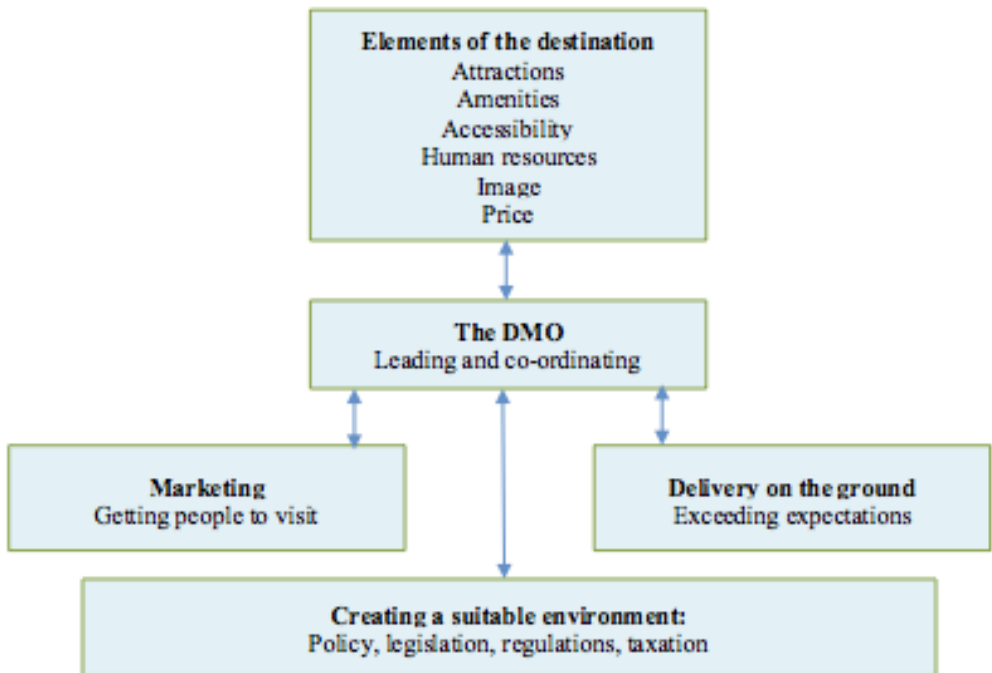 Elements of the destination
Attractions
Amenities
Accessibility
Human resources
Image
Price
The DMO
Leading and co-ordinating
Marketing
Getting people to visit
Delivery on the ground
Exceeding expectations
Creating a suitable environment:
Policy, legislation, regulations, taxation